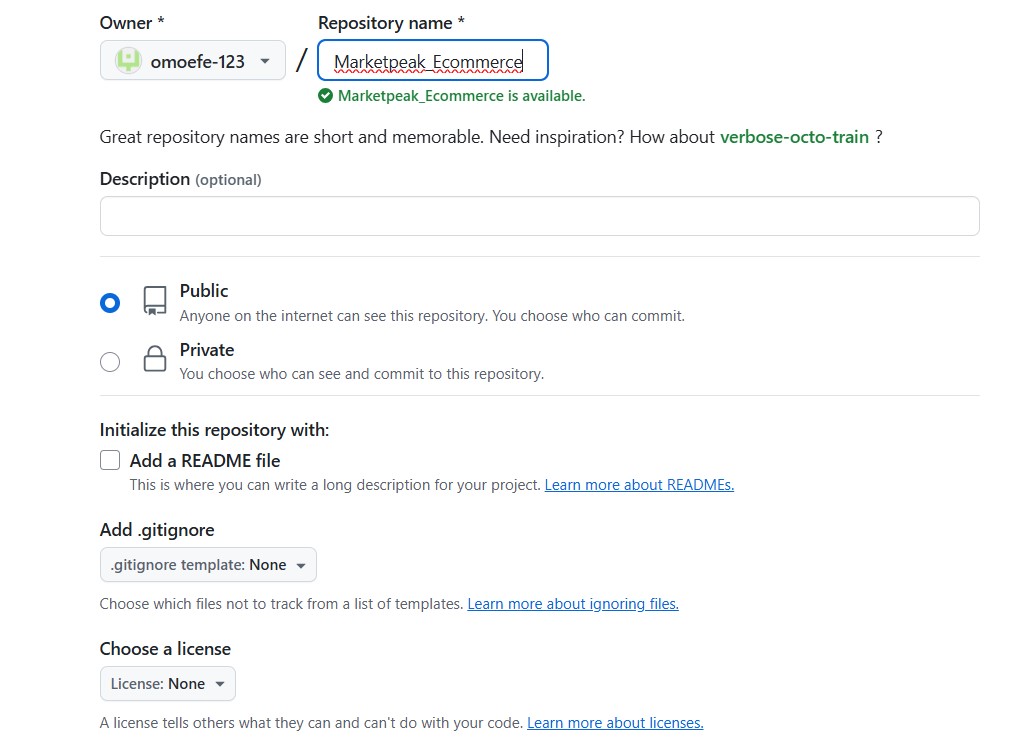 Owner *
Repository name *
omoefe-123
/
Marketpeak_Ecommerce
Marketpeak_Ecommerce is available.
Great repository names are short and memorable. Need inspiration? How about verbose-octo-train ?
Description (optional)
Public
Anyone on the internet can see this repository. You choose who can commit.
Private
You choose who can see and commit to this repository.
Initialize this repository with:
Add a README file
This is where you can write a long description for your project. Learn more about READMEs.
Add .gitignore
.gitignore template: None
Choose which files not to track from a list of templates. Learn more about ignoring files.
Choose a license
License: None
A license tells others what they can and can't do with your code. Learn more about licenses.